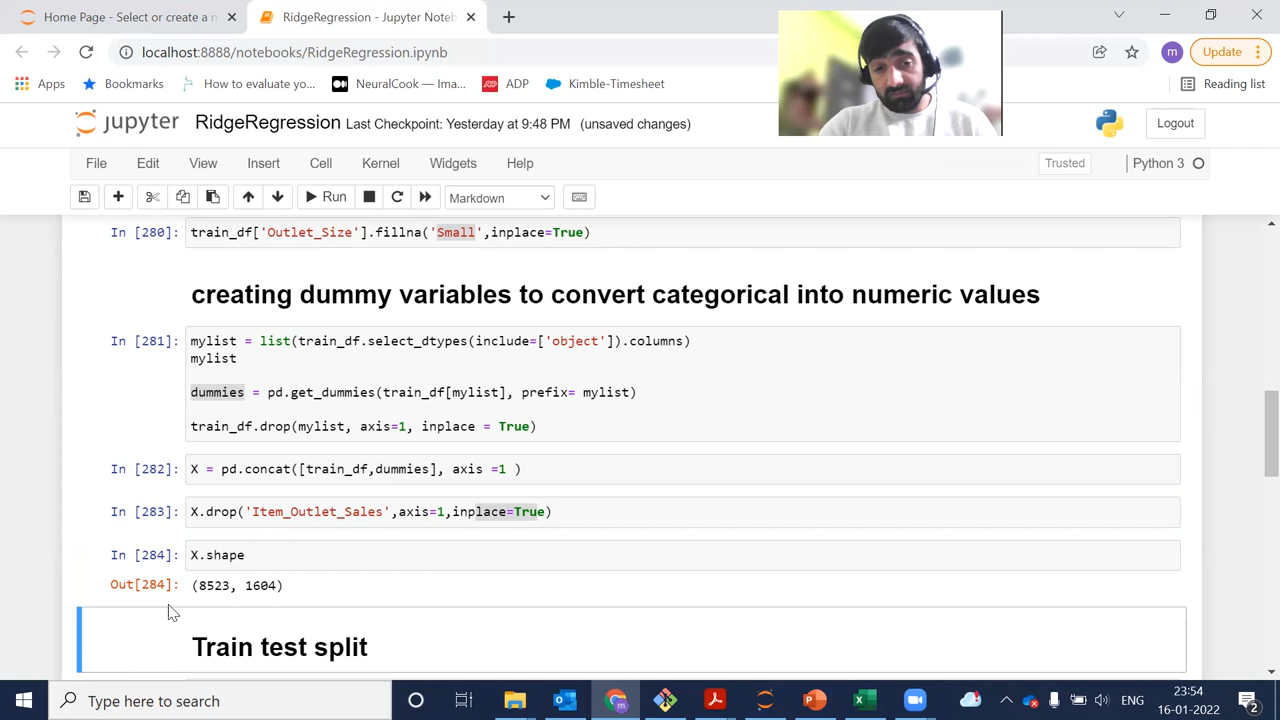 Home Page - Select or create a n
RidgeRegression - Jupyter Noteb
localhost:8888/notebooks/RidgeRegression.ipynb
m
Update
Apps
Bookmarks
How to evaluate yo...
NeuralCook — Ima...
ADP
Kimble-Timesheet
Reading list
jupyter
RidgeRegression Last Checkpoint: Yesterday at 9:48 PM (unsaved changes)
Logout
File Edit View Insert Cell Kernel Widgets Help
Trusted
Python 3
Run
Markdown
In [280]: train_df['Outlet_Size'].fillna('Small',inplace=True)
creating dummy variables to convert categorical into numeric values
In [281]: mylist = list(train_df.select_dtypes(include=['object']).columns)
mylist
dummies = pd.get_dummies(train_df[mylist], prefix= mylist)
train_df.drop(mylist, axis=1, inplace = True)
In [282]: X = pd.concat([train_df,dummies], axis =1 )
In [283]: X.drop('Item_Outlet_Sales',axis=1,inplace=True)
In [284]: X.shape
Out[284]: (8523, 1604)
Train test split
Type here to search
ENG
23:54
16-01-2022
2